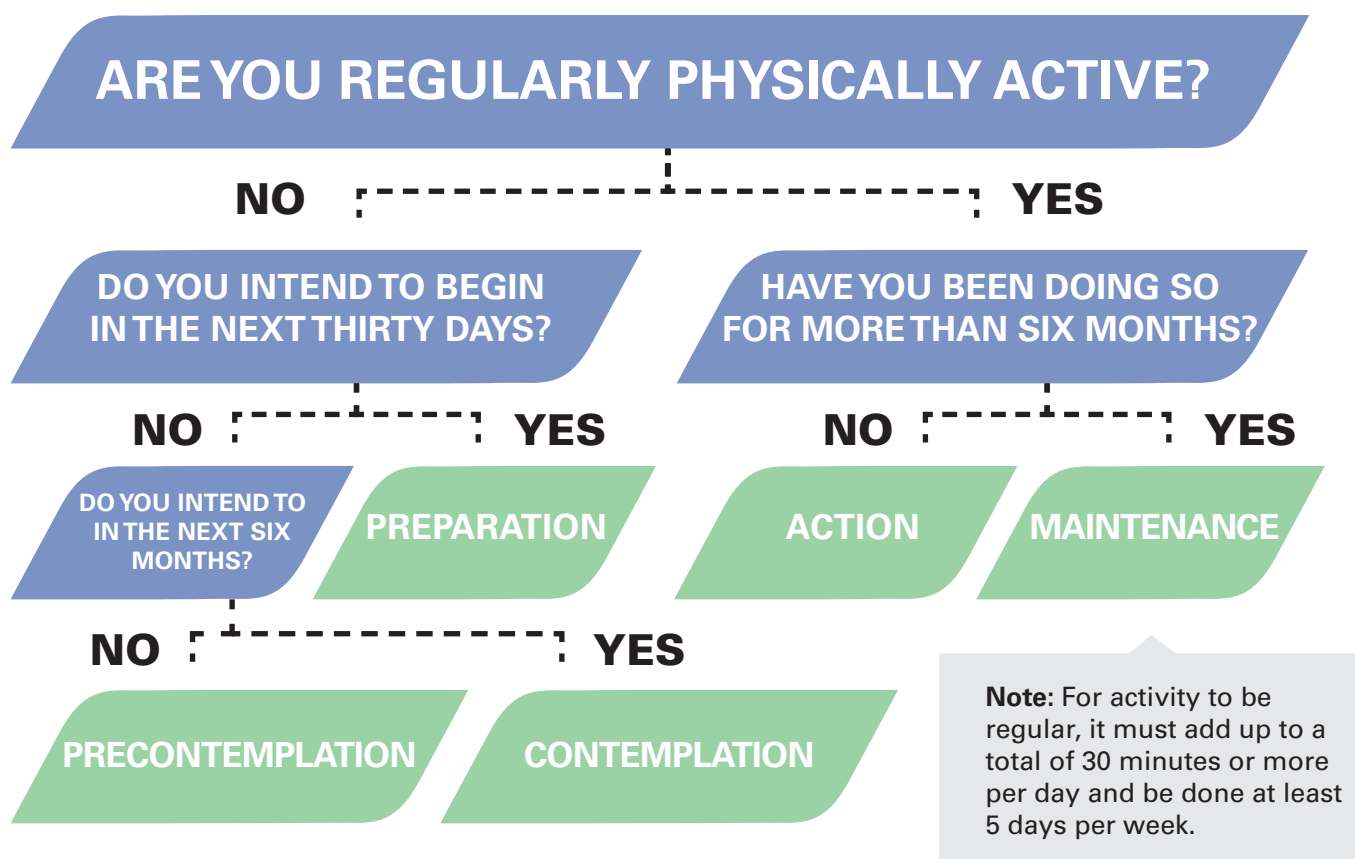 ARE YOU REGULARLY PHYSICALLY ACTIVE?
NO
YES
DO YOU INTEND TO BEGIN
IN THE NEXT THIRTY DAYS?
HAVE YOU BEEN DOING SO
FOR MORE THAN SIX MONTHS?
NO
YES
NO
YES
DO YOU INTEND TO
IN THE NEXT SIX
MONTHS?
PREPARATION
ACTION
MAINTENANCE
NO
YES
PRECONTEMPLATION
CONTEMPLATION
Note: For activity to be
regular, it must add up to a
total of 30 minutes or more
per day and be done at least
5 days per week.